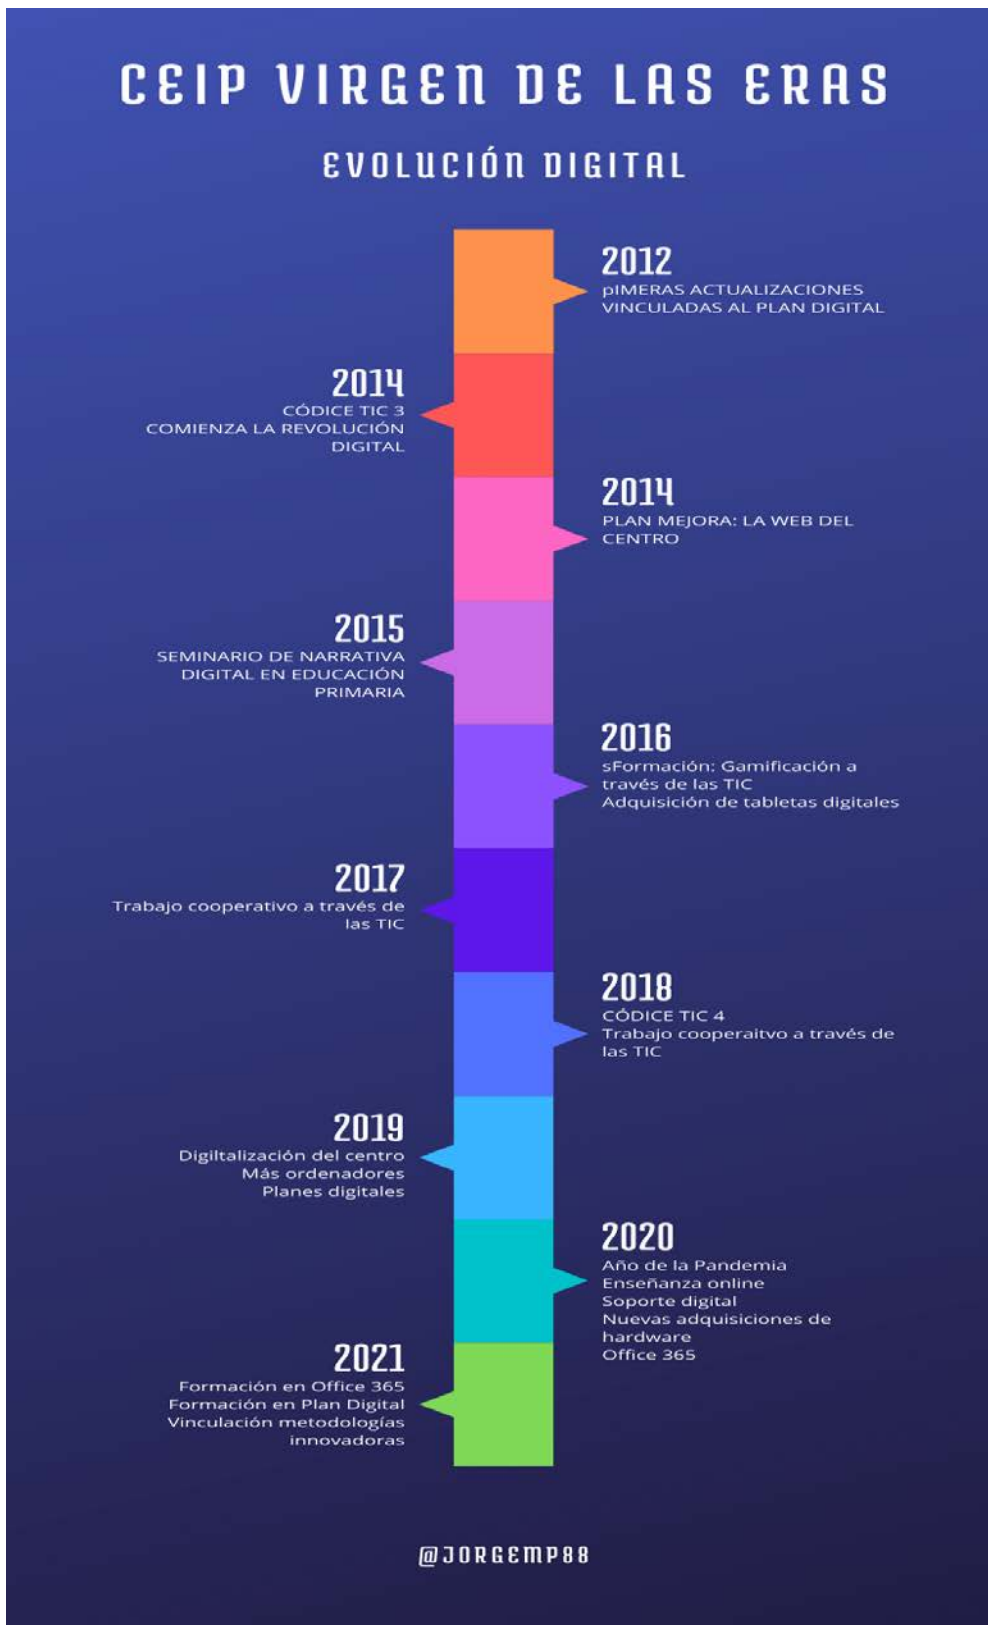 CEIP VIRGEN DE LAS ERAS
EVOLUCIÓN DIGITAL
2012
pIMERAS ACTUALIZACIONES
VINCULADAS AL PLAN DIGITAL
2014
CÓDICE TIC 3
COMIENZA LA REVOLUCIÓN
DIGITAL
2014
PLAN MEJORA: LA WEB DEL
CENTRO
2015
SEMINARIO DE NARRATIVA
DIGITAL EN EDUCACIÓN
PRIMARIA
2016
sFormación: Gamificación a
través de las TIC
Adquisición de tabletas digitales
2017
Trabajo cooperativo a través de
las TIC
2018
CÓDICE TIC 4
Trabajo cooperaitvo a través de
las TIC
2019
Digiltalización del centro
Más ordenadores
Planes digitales
2020
Año de la Pandemia
Enseñanza online
Soporte digital
Nuevas adquisiciones de
hardware
Office 365
2021
Formación en Office 365
Formación en Plan Digital
Vinculación metodologías
innovadoras
@JORGEMP88